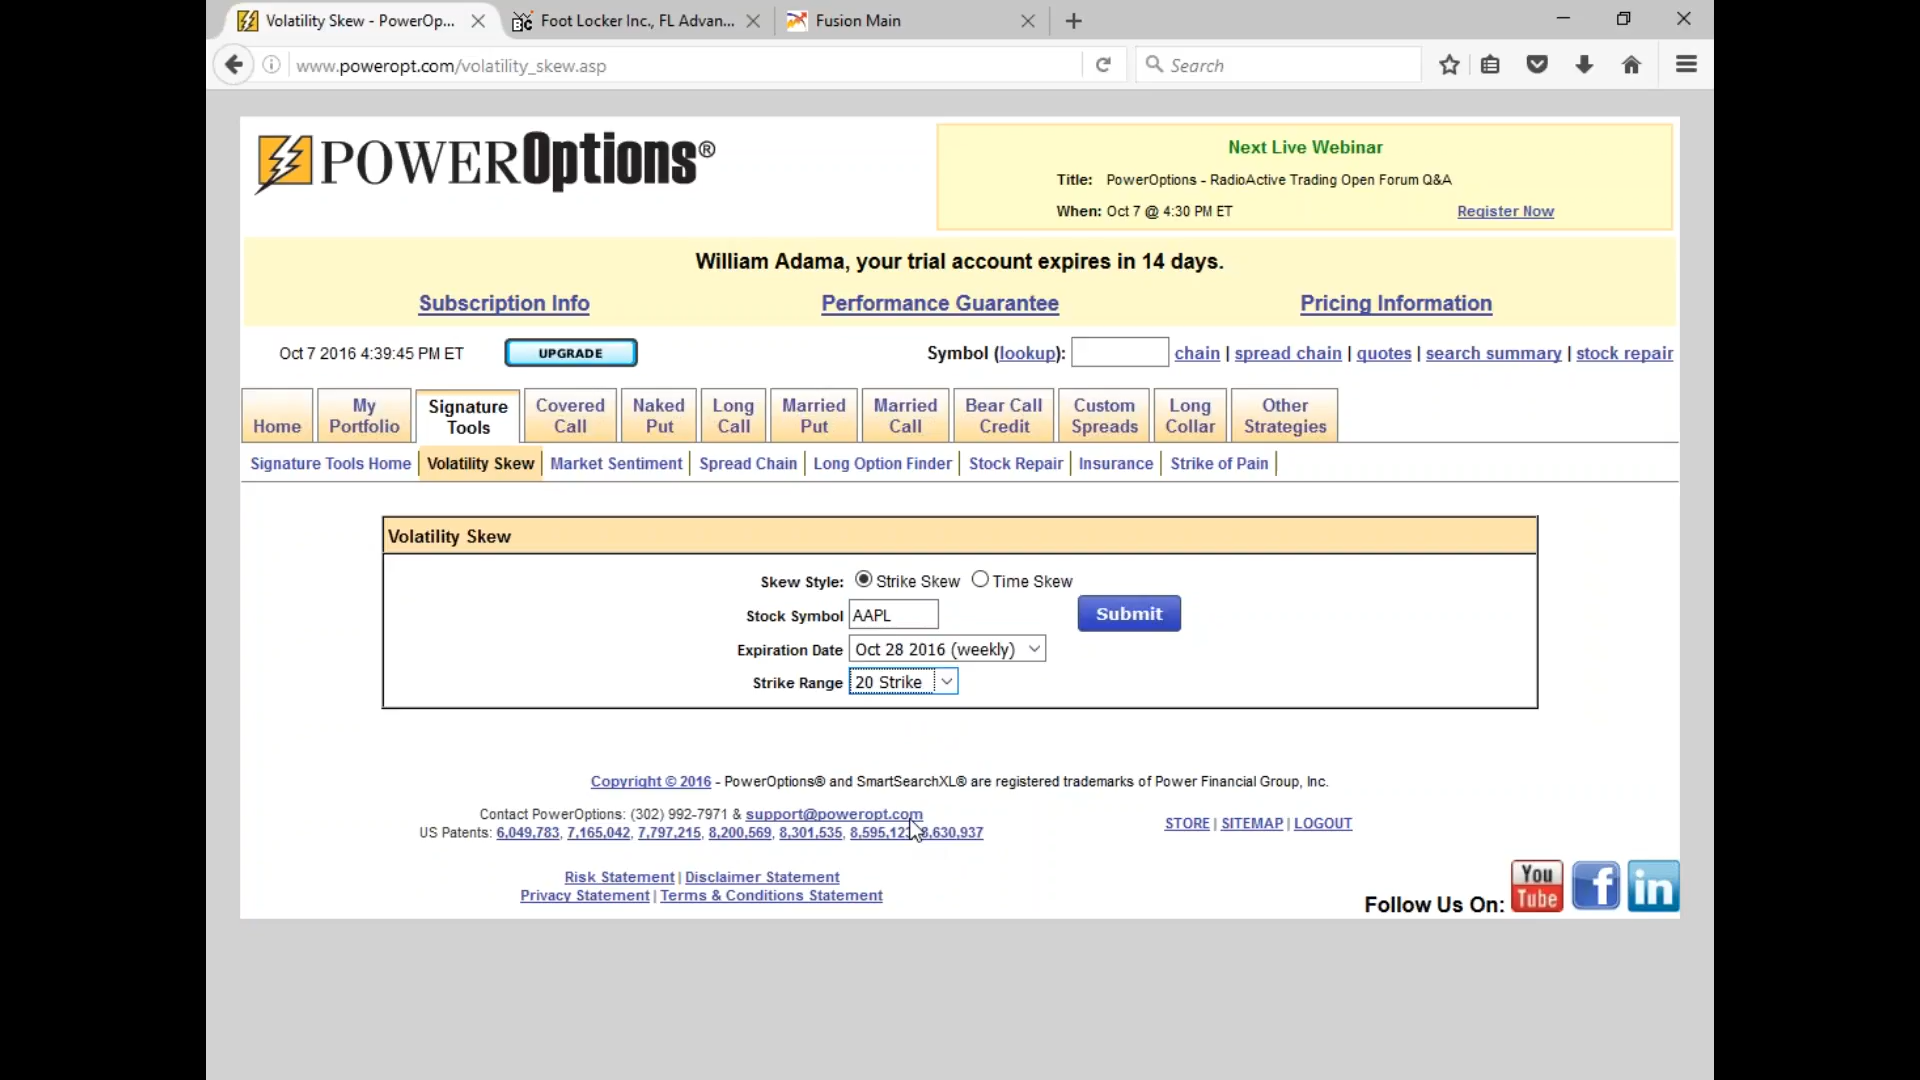 Volatility Skew - PowerOp...
Foot Locker Inc., FL Advan...
Fusion Main
www.poweropt.com/volatility_skew.asp
Search
POWEROptions®
Next Live Webinar
Title: PowerOptions - RadioActive Trading Open Forum Q&A
When: Oct 7 @ 4:30 PM ET Register Now
William Adama, your trial account expires in 14 days.
Subscription Info Performance Guarantee Pricing Information
Oct 7 2016 4:39:45 PM ET UPGRADE Symbol (lookup): chain | spread chain | quotes | search summary | stock repair
Home
My Portfolio
Signature Tools
Covered Call
Naked Put
Long Call
Married Put
Married Call
Bear Call Credit
Custom Spreads
Long Collar
Other Strategies
Signature Tools Home | Volatility Skew | Market Sentiment | Spread Chain | Long Option Finder | Stock Repair | Insurance | Strike of Pain |
Volatility Skew
Skew Style: Strike Skew Time Skew
Stock Symbol AAPL Submit
Expiration Date Oct 28 2016 (weekly)
Strike Range 20 Strike
Copyright © 2016 - PowerOptions® and SmartSearchXL® are registered trademarks of Power Financial Group, Inc.
Contact PowerOptions: (302) 992-7971 & support@poweropt.com
US Patents: 6,049,783, 7,165,042, 7,797,215, 8,200,569, 8,301,535, 8,595,123, 8,630,937
STORE | SITEMAP | LOGOUT
Risk Statement | Disclaimer Statement
Privacy Statement | Terms & Conditions Statement
Follow Us On: You Tube f in